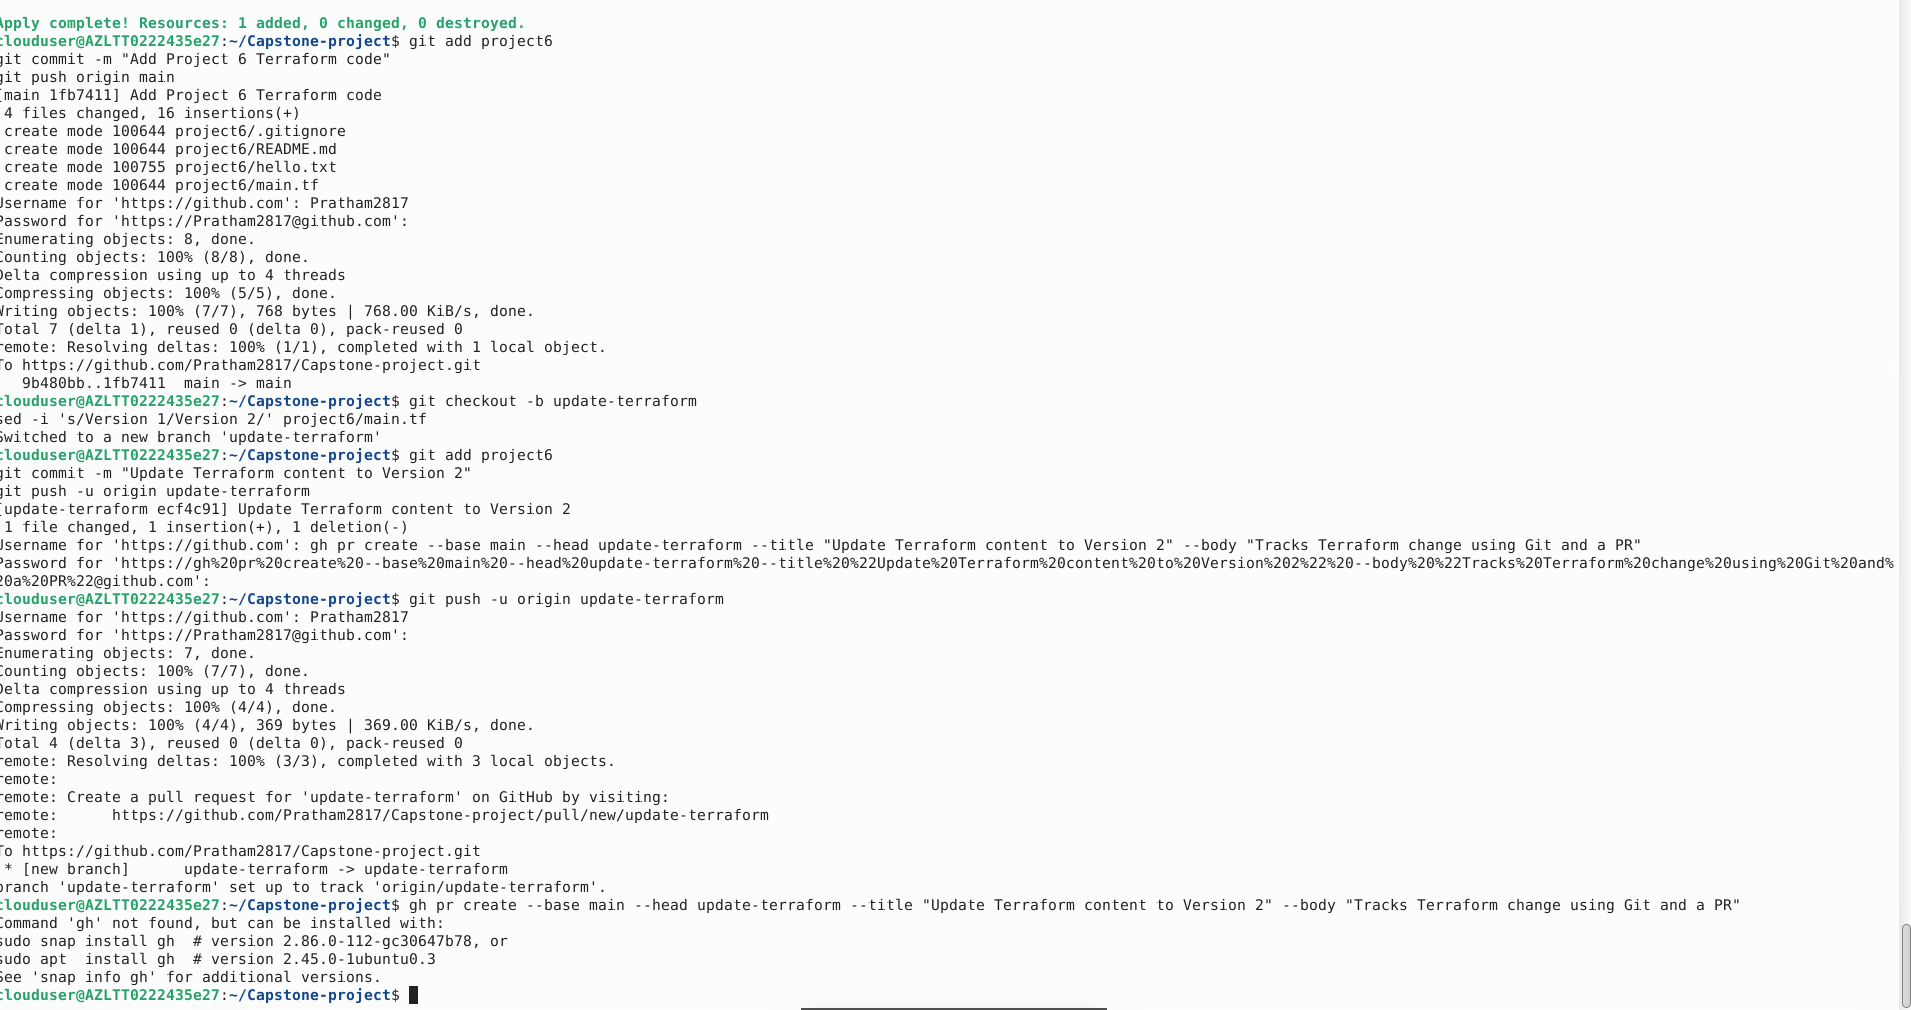 Apply complete! Resources: 1 added, 0 changed, 0 destroyed.
clouduser@AZLTT0222435e27:~/Capstone-project$ git add project6
git commit -m "Add Project 6 Terraform code"
git push origin main
[main 1fb7411] Add Project 6 Terraform code
 4 files changed, 16 insertions(+)
 create mode 100644 project6/.gitignore
 create mode 100644 project6/README.md
 create mode 100755 project6/hello.txt
 create mode 100644 project6/main.tf
Username for 'https://github.com': Pratham2817
Password for 'https://Pratham2817@github.com':
Enumerating objects: 8, done.
Counting objects: 100% (8/8), done.
Delta compression using up to 4 threads
Compressing objects: 100% (5/5), done.
Writing objects: 100% (7/7), 768 bytes | 768.00 KiB/s, done.
Total 7 (delta 1), reused 0 (delta 0), pack-reused 0
remote: Resolving deltas: 100% (1/1), completed with 1 local object.
To https://github.com/Pratham2817/Capstone-project.git
   9b480bb..1fb7411  main -> main
clouduser@AZLTT0222435e27:~/Capstone-project$ git checkout -b update-terraform
sed -i 's/Version 1/Version 2/' project6/main.tf
Switched to a new branch 'update-terraform'
clouduser@AZLTT0222435e27:~/Capstone-project$ git add project6
git commit -m "Update Terraform content to Version 2"
git push -u origin update-terraform
[update-terraform ecf4c91] Update Terraform content to Version 2
 1 file changed, 1 insertion(+), 1 deletion(-)
Username for 'https://github.com': gh pr create --base main --head update-terraform --title "Update Terraform content to Version 2" --body "Tracks Terraform change using Git and a PR"
Password for 'https://gh%20pr%20create%20--base%20main%20--head%20update-terraform%20--title%20%22Update%20Terraform%20content%20to%20Version%202%22%20--body%20%22Tracks%20Terraform%20change%20using%20Git%20and%
20a%20PR%22@github.com':
clouduser@AZLTT0222435e27:~/Capstone-project$ git push -u origin update-terraform
Username for 'https://github.com': Pratham2817
Password for 'https://Pratham2817@github.com':
Enumerating objects: 7, done.
Counting objects: 100% (7/7), done.
Delta compression using up to 4 threads
Compressing objects: 100% (4/4), done.
Writing objects: 100% (4/4), 369 bytes | 369.00 KiB/s, done.
Total 4 (delta 3), reused 0 (delta 0), pack-reused 0
remote: Resolving deltas: 100% (3/3), completed with 3 local objects.
remote:
remote: Create a pull request for 'update-terraform' on GitHub by visiting:
remote:      https://github.com/Pratham2817/Capstone-project/pull/new/update-terraform
remote:
To https://github.com/Pratham2817/Capstone-project.git
 * [new branch]      update-terraform -> update-terraform
branch 'update-terraform' set up to track 'origin/update-terraform'.
clouduser@AZLTT0222435e27:~/Capstone-project$ gh pr create --base main --head update-terraform --title "Update Terraform content to Version 2" --body "Tracks Terraform change using Git and a PR"
Command 'gh' not found, but can be installed with:
sudo snap install gh  # version 2.86.0-112-gc30647b78, or
sudo apt  install gh  # version 2.45.0-1ubuntu0.3
See 'snap info gh' for additional versions.
clouduser@AZLTT0222435e27:~/Capstone-project$